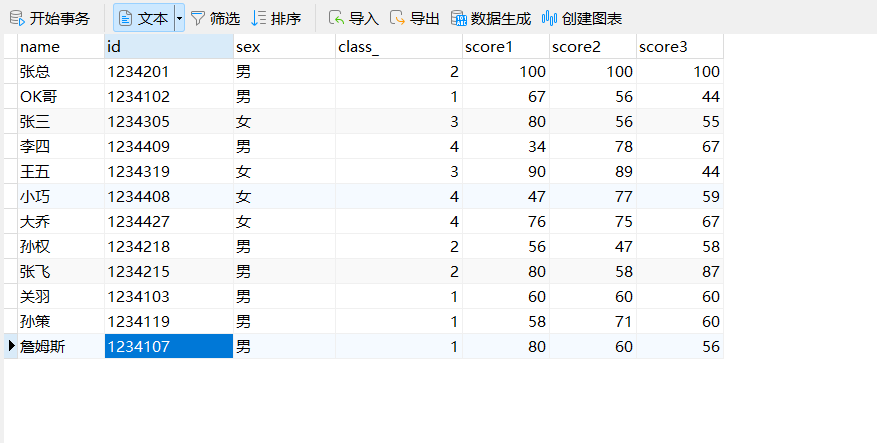 开始事务 文本 筛选 排序 导入 导出 数据生成 创建图表
name id sex class_ score1 score2 score3
张总 1234201 男 2 100 100 100
OK哥 1234102 男 1 67 56 44
张三 1234305 女 3 80 56 55
李四 1234409 男 4 34 78 67
王五 1234319 女 3 90 89 44
小巧 1234408 女 4 47 77 59
大乔 1234427 女 4 76 75 67
孙权 1234218 男 2 56 47 58
张飞 1234215 男 2 80 58 87
关羽 1234103 男 1 60 60 60
孙策 1234119 男 1 58 71 60
詹姆斯 1234107 男 1 80 60 56